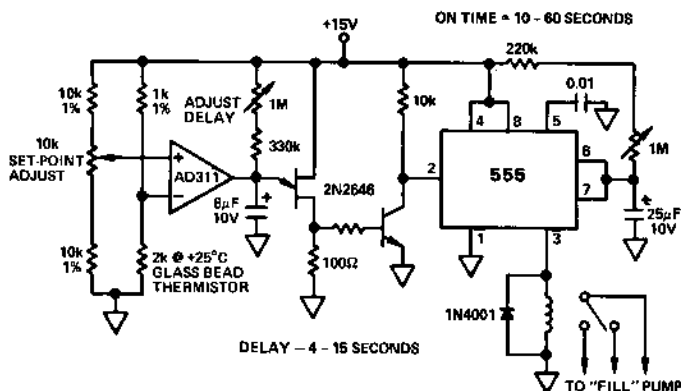 +15V
ON TIME = 10 – 60 SECONDS
10k
1%
1k
1%
ADJUST
DELAY
1M
330k
10k
220k
0.01
4
8
5
10k
SET-POINT
ADJUST
+
–
AD311
2N2646
2
555
6
7
1M
+
6μF
10V
+
25μF
10V
1
3
10k
1%
2k @ +25°C
GLASS BEAD
THERMISTOR
100Ω
1N4001
DELAY – 4 – 15 SECONDS
TO "FILL" PUMP